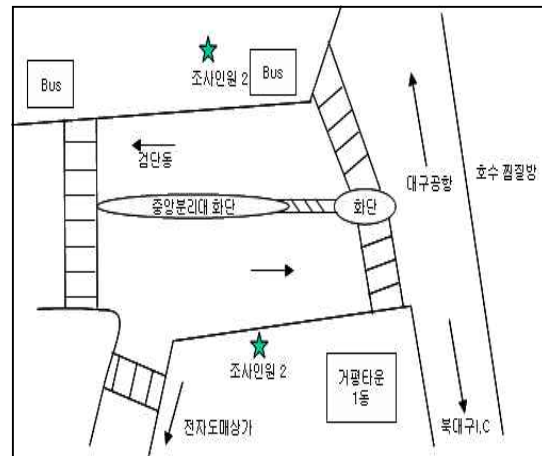 Bus
조사인원 2
Bus
검단동
중앙분리대 화단
화단
대구공항
호수 찜질방
조사인원 2
거평타운
1동
전자도매상가
북대구I,C